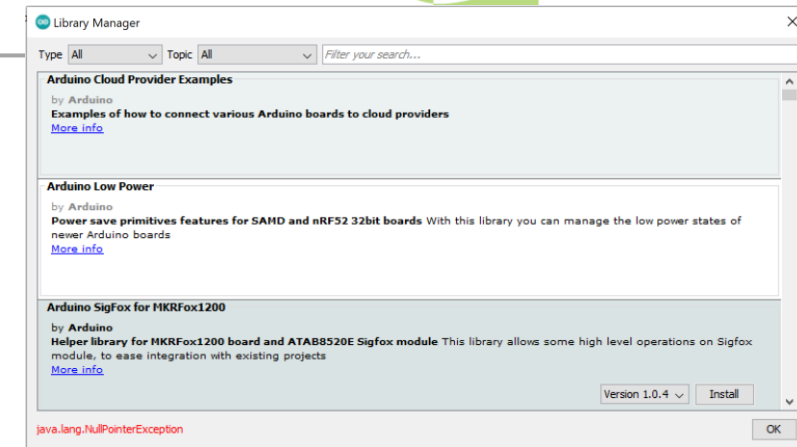 Library Manager
Type All Topic All Filter your search...
Arduino Cloud Provider Examples
by Arduino
Examples of how to connect various Arduino boards to cloud providers
More info
Arduino Low Power
by Arduino
Power save primitives features for SAMD and nRF52 32bit boards With this library you can manage the low power states of
newer Arduino boards
More info
Arduino SigFox for MKRFox1200
by Arduino
Helper library for MKRFox1200 board and ATAB8520E Sigfox module This library allows some high level operations on Sigfox
module, to ease integration with existing projects
More info
Version 1.0.4 Install
java.lang.NullPointerException OK